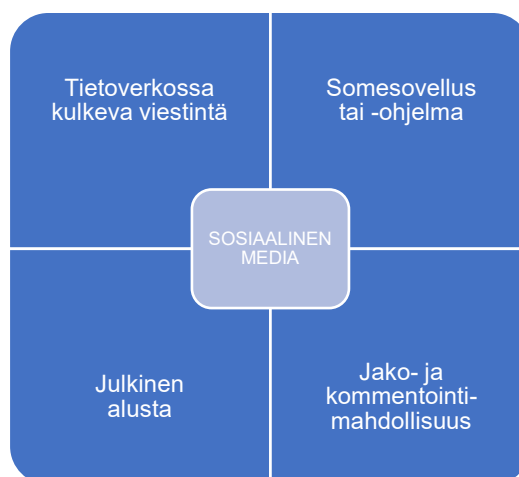 Tietoverkossa
kulkeva viestintä
Somesovellus
tai -ohjelma
SOSIAALINEN
MEDIA
Julkinen
alusta
Jako- ja
kommentointi-
mahdollisuus